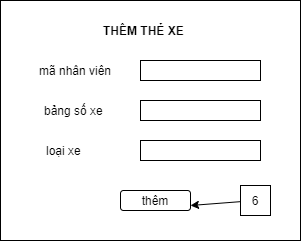 THÊM THẺ XE
mã nhân viên
bảng số xe
loại xe
thêm
6